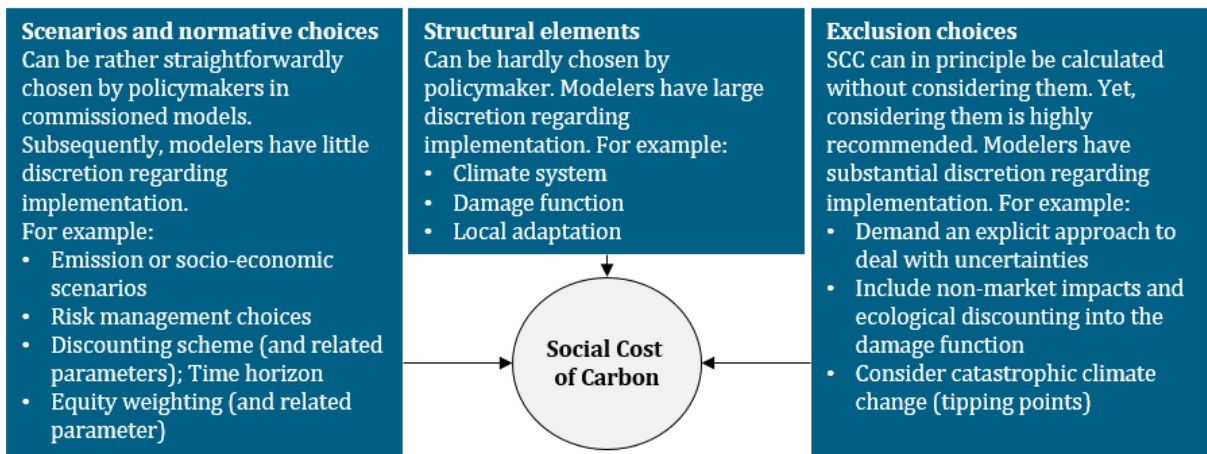 Scenarios and normative choices
Can be rather straightforwardly
chosen by policymakers in
commissioned models.
Subsequently, modelers have little
discretion regarding
implementation.
For example:
• Emission or socio-economic
scenarios
• Risk management choices
• Discounting scheme (and related
parameters); Time horizon
• Equity weighting (and related
parameter)
Structural elements
Can be hardly chosen by
policymaker. Modelers have large
discretion regarding
implementation. For example:
• Climate system
• Damage function
• Local adaptation
Exclusion choices
SCC can in principle be calculated
without considering them. Yet,
considering them is highly
recommended. Modelers have
substantial discretion regarding
implementation. For example:
• Demand an explicit approach to
deal with uncertainties
• Include non-market impacts and
ecological discounting into the
damage function
• Consider catastrophic climate
change (tipping points)
Social Cost
of Carbon